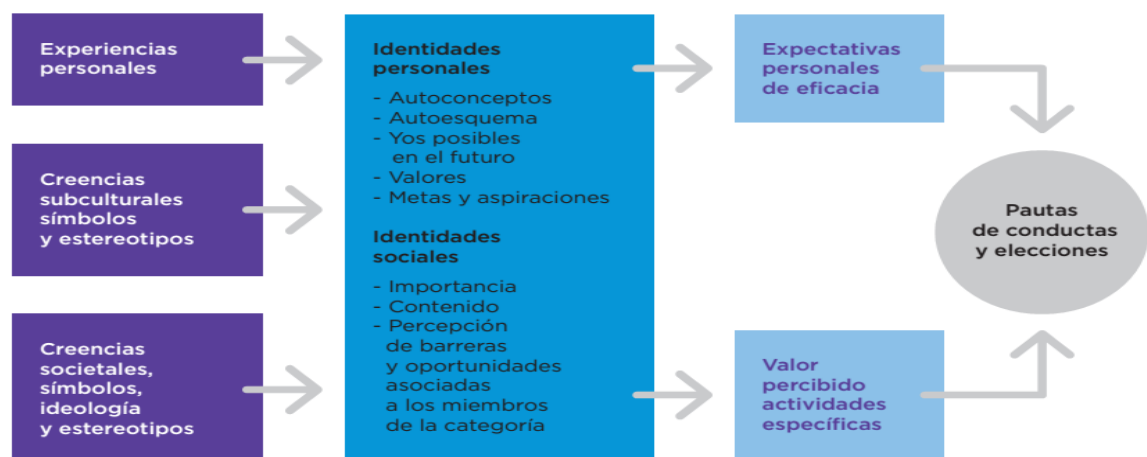 Experiencias
personales
Creencias
subculturales
símbolos
y estereotipos
Creencias
societales,
símbolos,
ideología
y estereotipos
Identidades
personales
- Autoconceptos
- Autoesquema
- Yos posibles
en el futuro
- Valores
- Metas y aspiraciones
Identidades
sociales
- Importancia
- Contenido
- Percepción
de barreras
y oportunidades
asociadas
a los miembros
de la categoría
Expectativas
personales
de eficacia
Valor
percibido
actividades
específicas
Pautas
de conductas
y elecciones